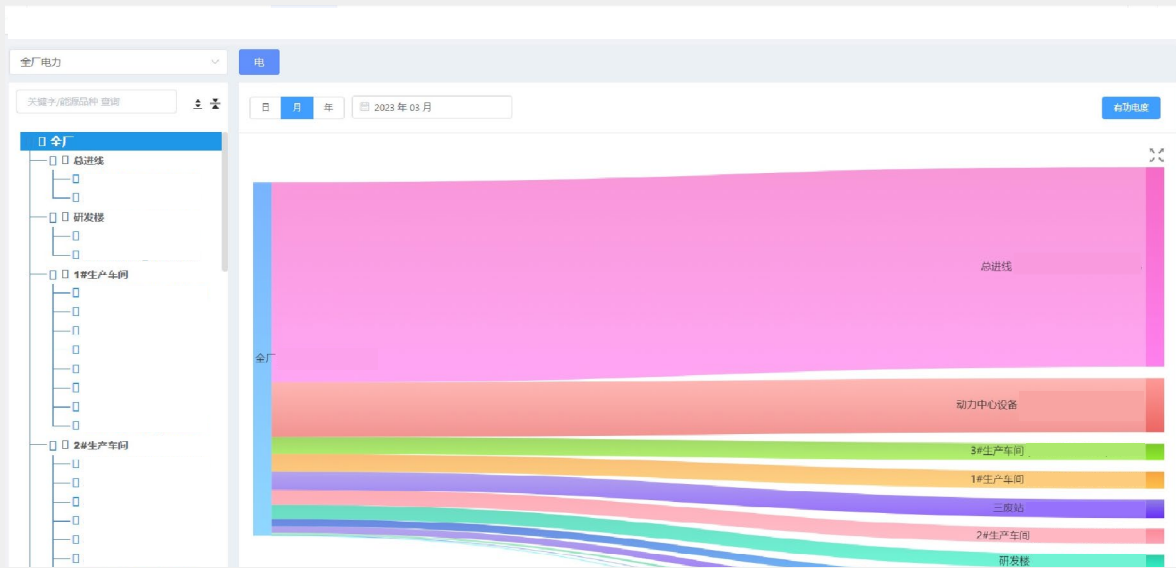 全厂电力
电
关键字/能源品种 查询
日 月 年 2023 年 03 月 有功电度
全厂
总进线
研发楼
1#生产车间
2#生产车间
总进线
全厂
动力中心设备
3#生产车间
1#生产车间
三废站
2#生产车间
研发楼